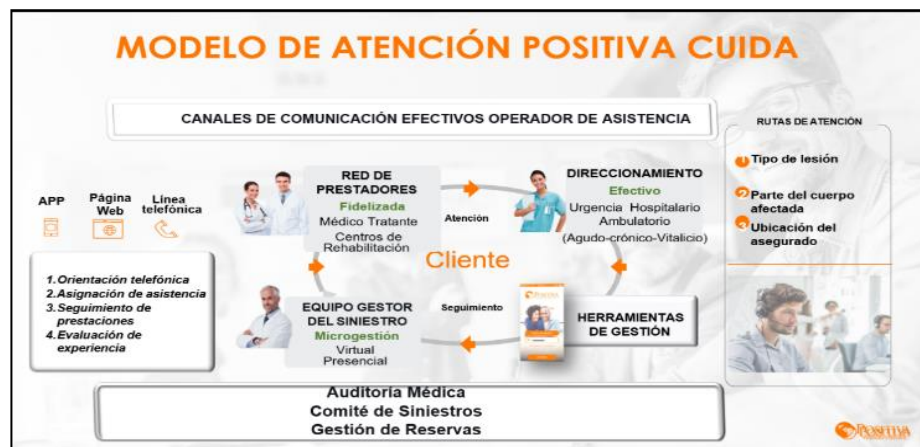 MODELO DE ATENCIÓN POSITIVA CUIDA
CANALES DE COMUNICACIÓN EFECTIVOS OPERADOR DE ASISTENCIA
APP
Página
Web
Línea
telefónica
1. Orientación telefónica
2. Asignación de asistencia
3. Seguimiento de
prestaciones
4. Evaluación de
experiencia
RED DE
PRESTADORES
Fidelizada
Médico Tratante
Centros de
Rehabilitación
Atención
DIRECCIONAMIENTO
Efectivo
Urgencia Hospitalario
Ambulatorio
(Agudo-crónico-Vitalicio)
Cliente
EQUIPO GESTOR
DEL SINIESTRO
Microgestión
Virtual
Presencial
Seguimiento
HERRAMIENTAS
DE GESTIÓN
Auditoría Médica
Comité de Siniestros
Gestión de Reservas
RUTAS DE ATENCIÓN
1 Tipo de lesión
2 Parte del cuerpo
afectada
3 Ubicación del
asegurado
POSITIVA